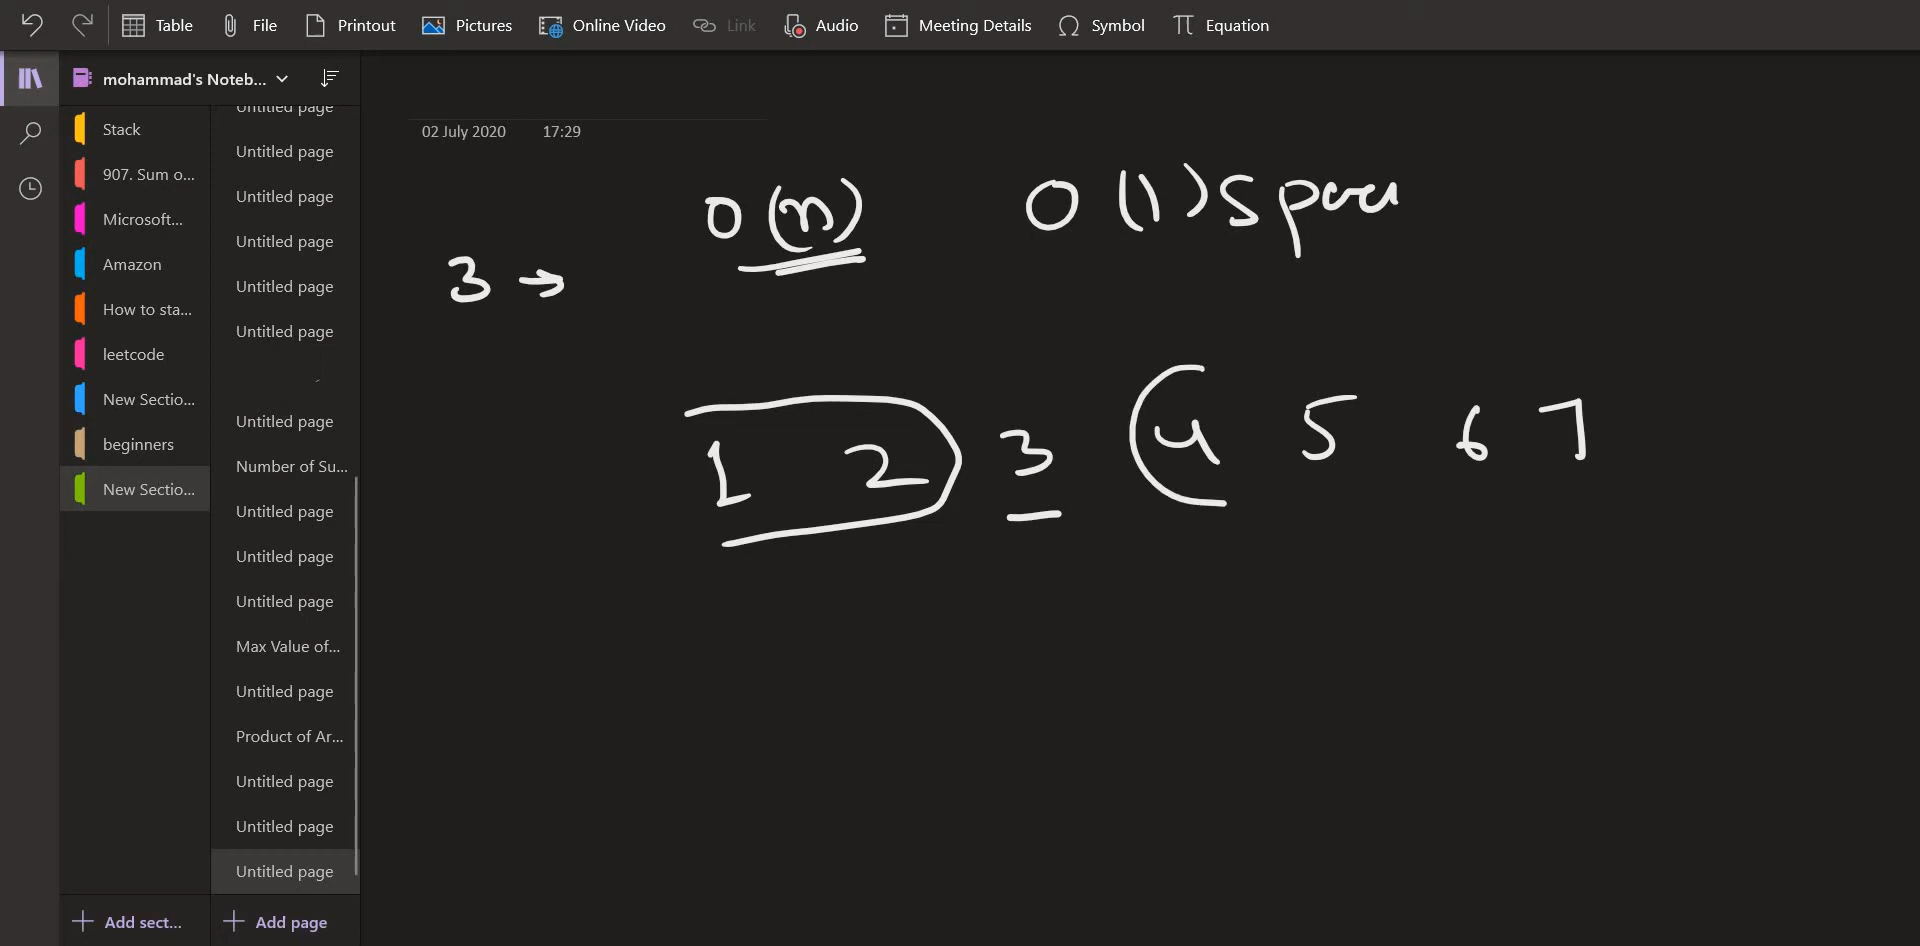 Table File Printout Pictures Online Video Link Audio Meeting Details Symbol Equation
mohammad's Noteb...
Stack
907. Sum o...
Microsoft...
Amazon
How to sta...
leetcode
New Sectio...
beginners
New Sectio...
Add sect...
Untitled page
Untitled page
Untitled page
Untitled page
Untitled page
Untitled page
Untitled page
Number of Su...
Untitled page
Untitled page
Untitled page
Max Value of...
Untitled page
Product of Ar...
Untitled page
Untitled page
Untitled page
Add page
02 July 2020 17:29
O(n) O(1) Space
3 →
1 2 3 4 5 6 7